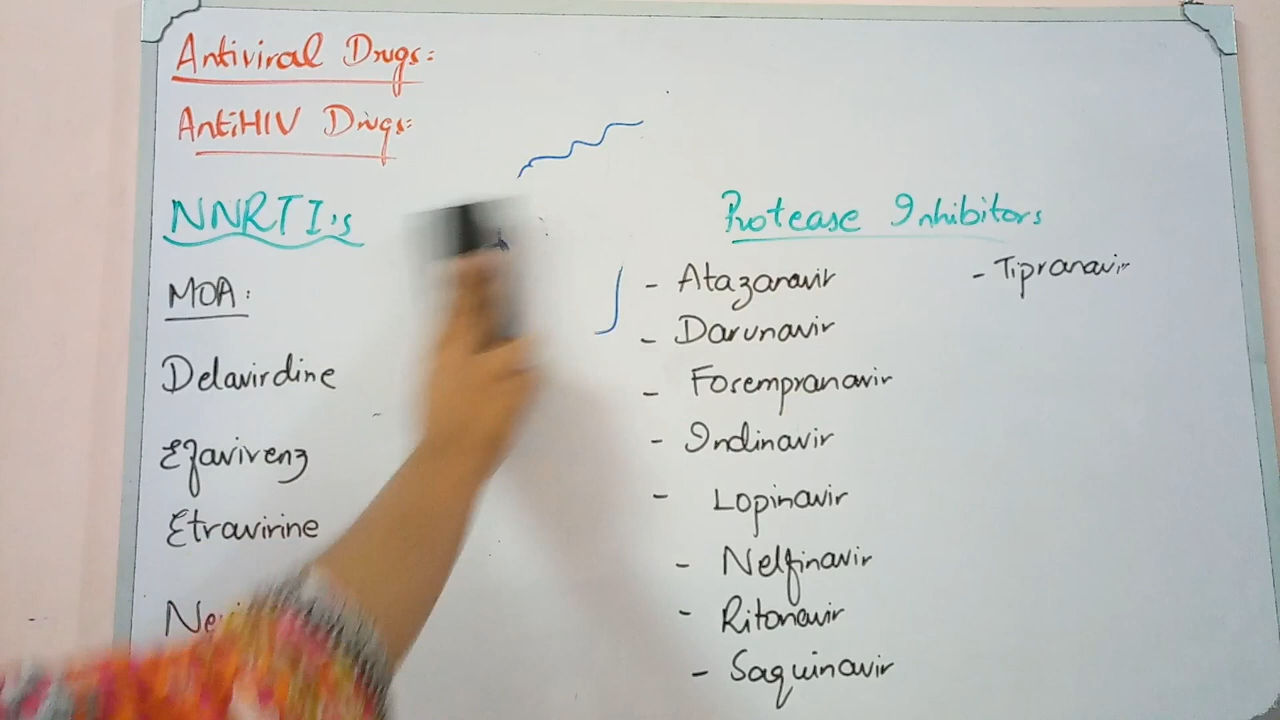 Antiviral Drugs:
AntiHIV Drugs:
NNRTI's
MOA:
Delavirdine
Efavirenz
Etravirine
Protease Inhibitors
- Atazanavir
- Darunavir
- Fosempranavir
- Indinavir
- Lopinavir
- Nelfinavir
- Ritonavir
- Saquinavir
- Tipranavir